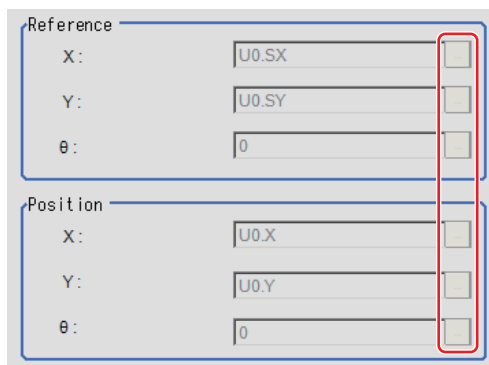 Reference
X: U0.SX
Y: U0.SY
θ: 0
Position
X: U0.X
Y: U0.Y
θ: 0